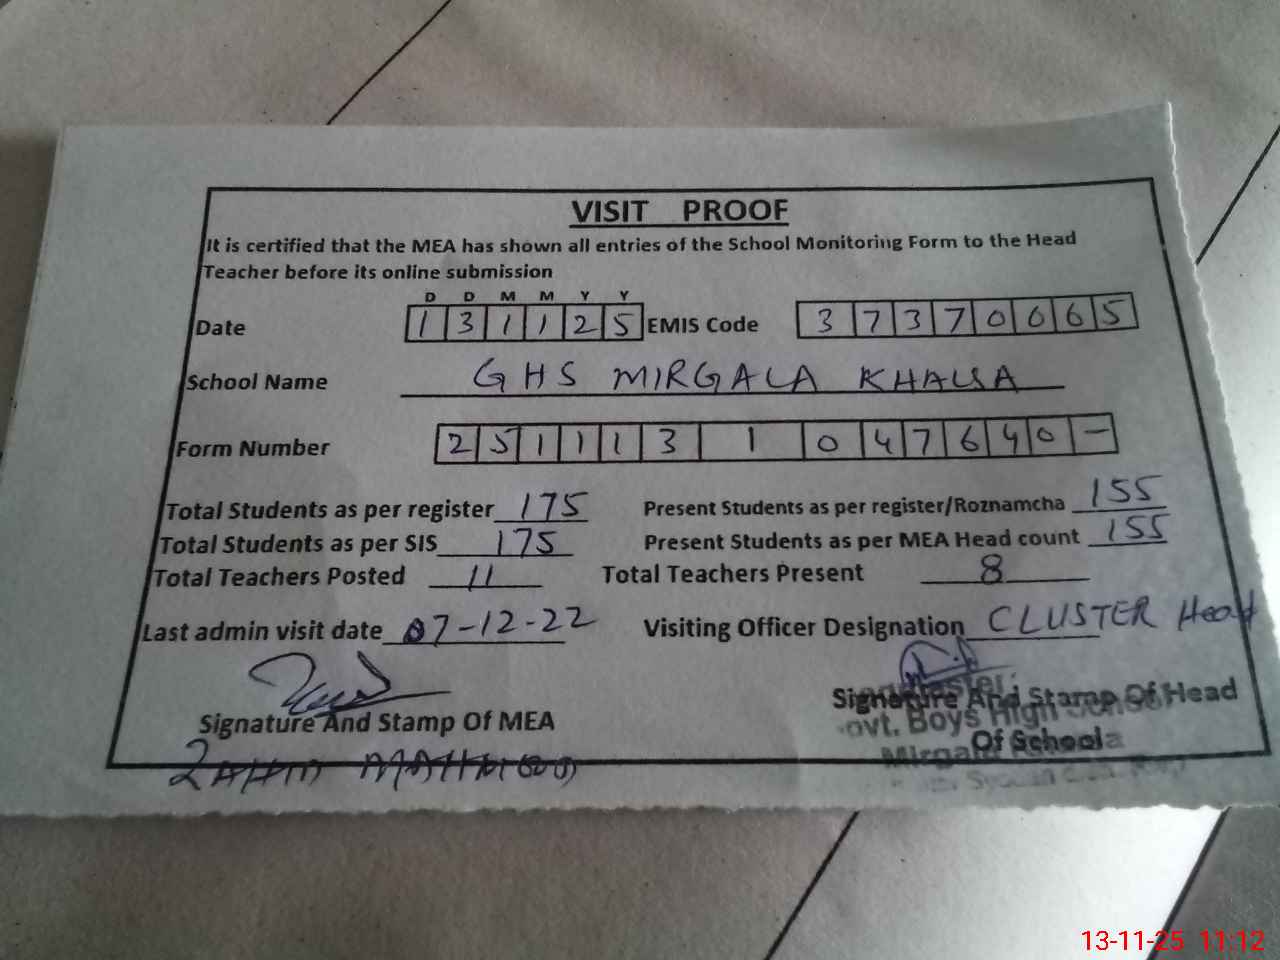 VISIT PROOF
It is certified that the MEA has shown all entries of the School Monitoring Form to the Head
Teacher before its online submission
D D M M Y Y
Date 1 3 1 1 2 5 EMIS Code 3 7 3 7 0 0 6 5
School Name GHS MIRGALA KHALSA
Form Number 2 5 1 1 1 3 1 0 4 7 6 4 0 -
Total Students as per register 175 Present Students as per register/Roznamcha 155
Total Students as per SIS 175 Present Students as per MEA Head count 155
Total Teachers Posted 11 Total Teachers Present 8
Last admin visit date 07-12-22 Visiting Officer Designation CLUSTER Head
Signature And Stamp Of MEA Signature And Stamp Of Head
Of School
ovt. Boys High School
Mirgala
MAHMOOD
13-11-25 11:12